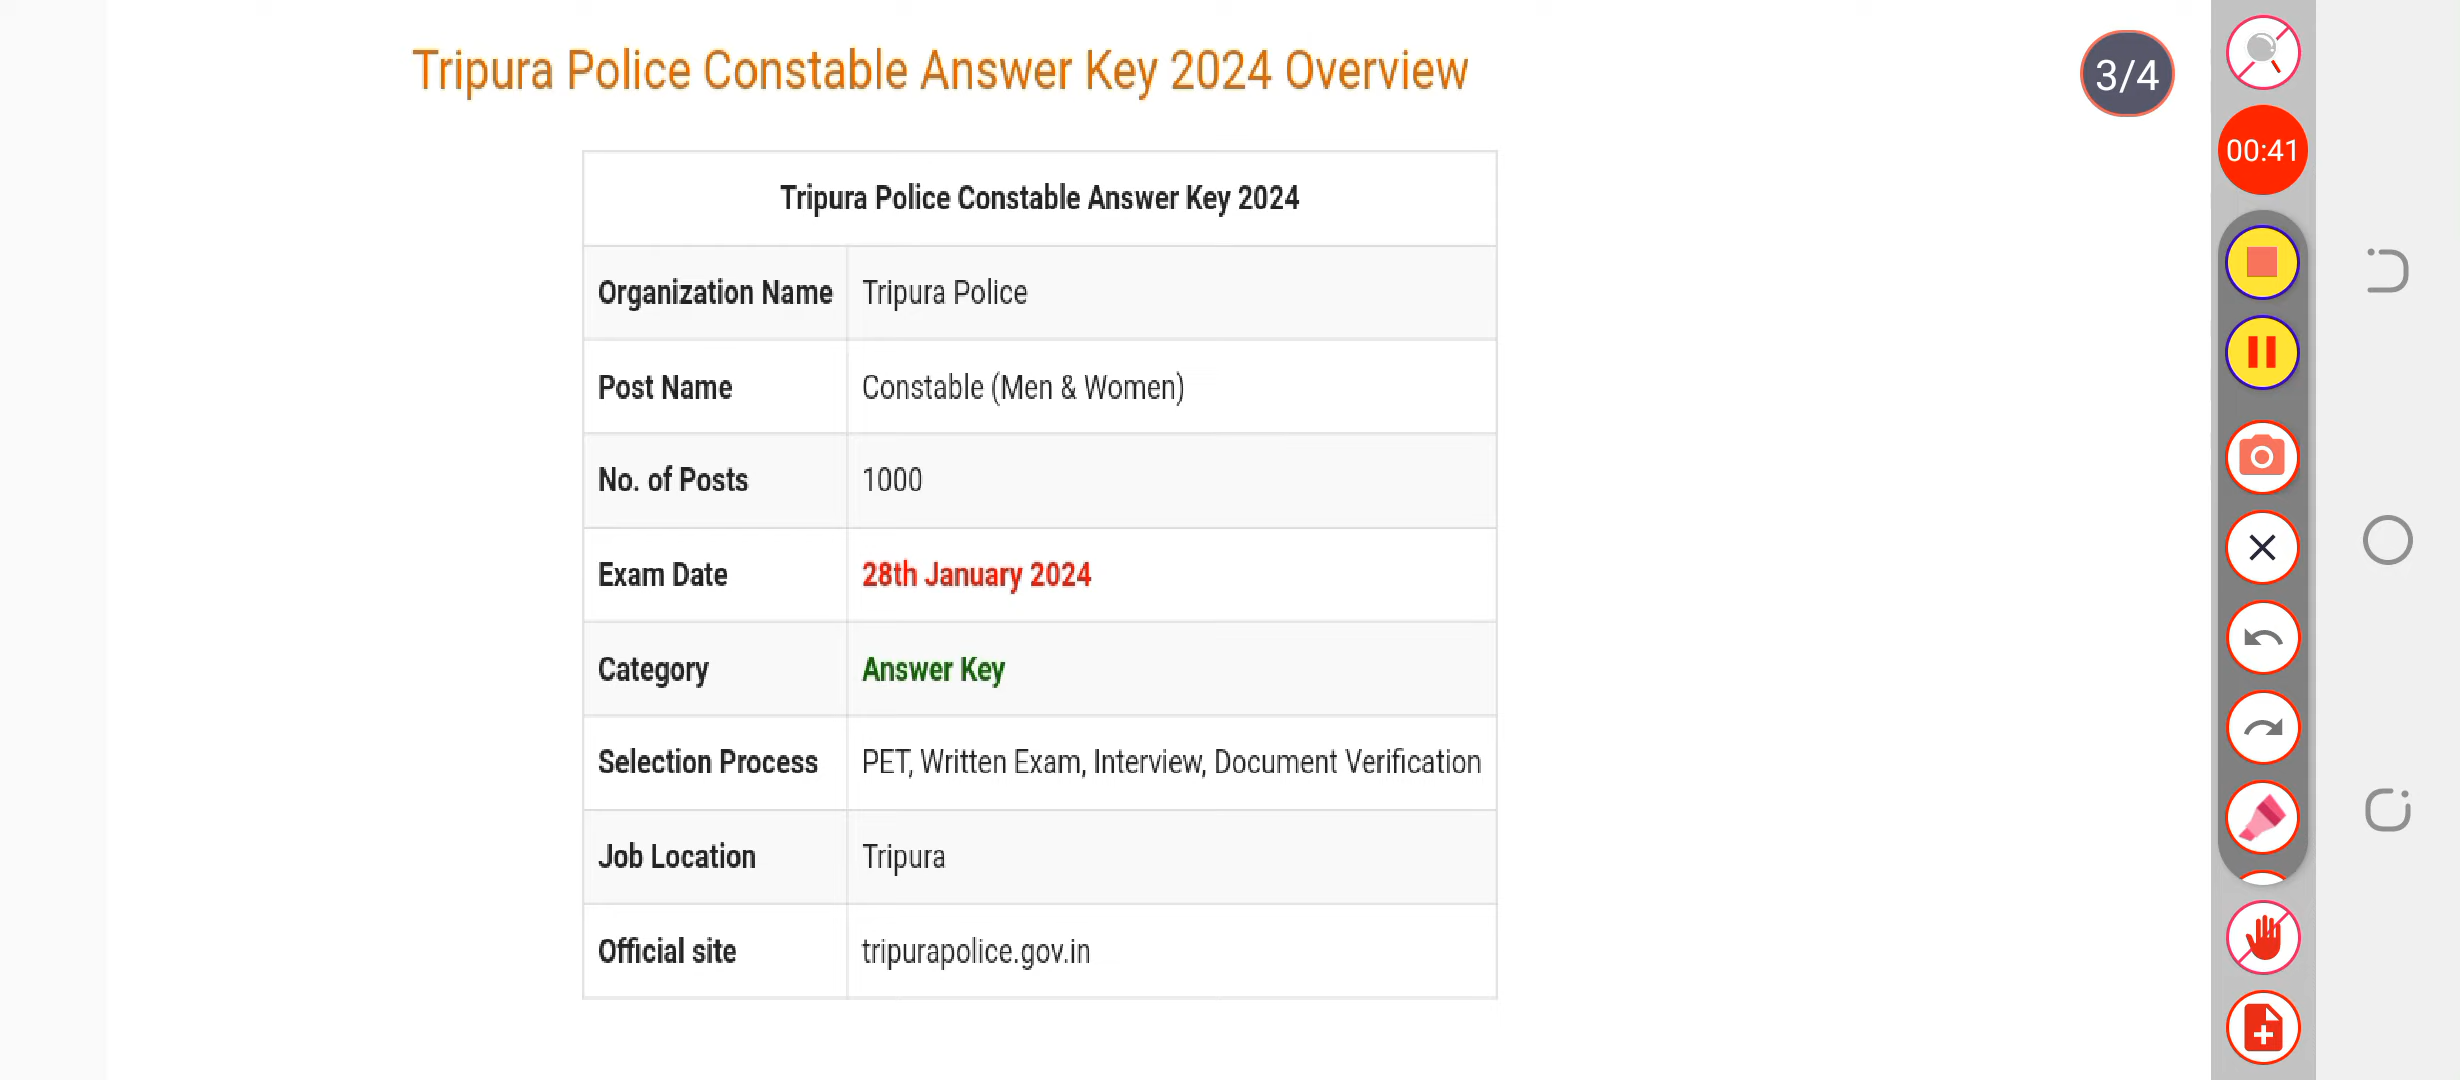 Tripura Police Constable Answer Key 2024 Overview
3/4
00:41
Tripura Police Constable Answer Key 2024
Organization Name Tripura Police
Post Name Constable (Men & Women)
No. of Posts 1000
Exam Date 28th January 2024
Category Answer Key
Selection Process PET, Written Exam, Interview, Document Verification
Job Location Tripura
Official site tripurapolice.gov.in